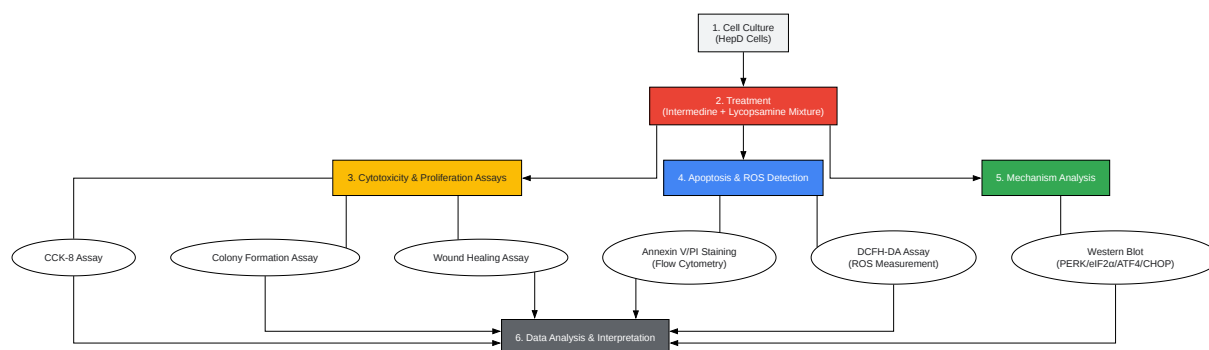 1. Cell Culture
(HepD Cells)
2. Treatment
(Intermedine + Lycopsamine Mixture)
3. Cytotoxicity & Proliferation Assays
4. Apoptosis & ROS Detection
5. Mechanism Analysis
CCK-8 Assay
Colony Formation Assay
Wound Healing Assay
Annexin V/PI Staining
(Flow Cytometry)
DCFH-DA Assay
(ROS Measurement)
Western Blot
(PERK/eIF2α/ATF4/CHOP)
6. Data Analysis & Interpretation